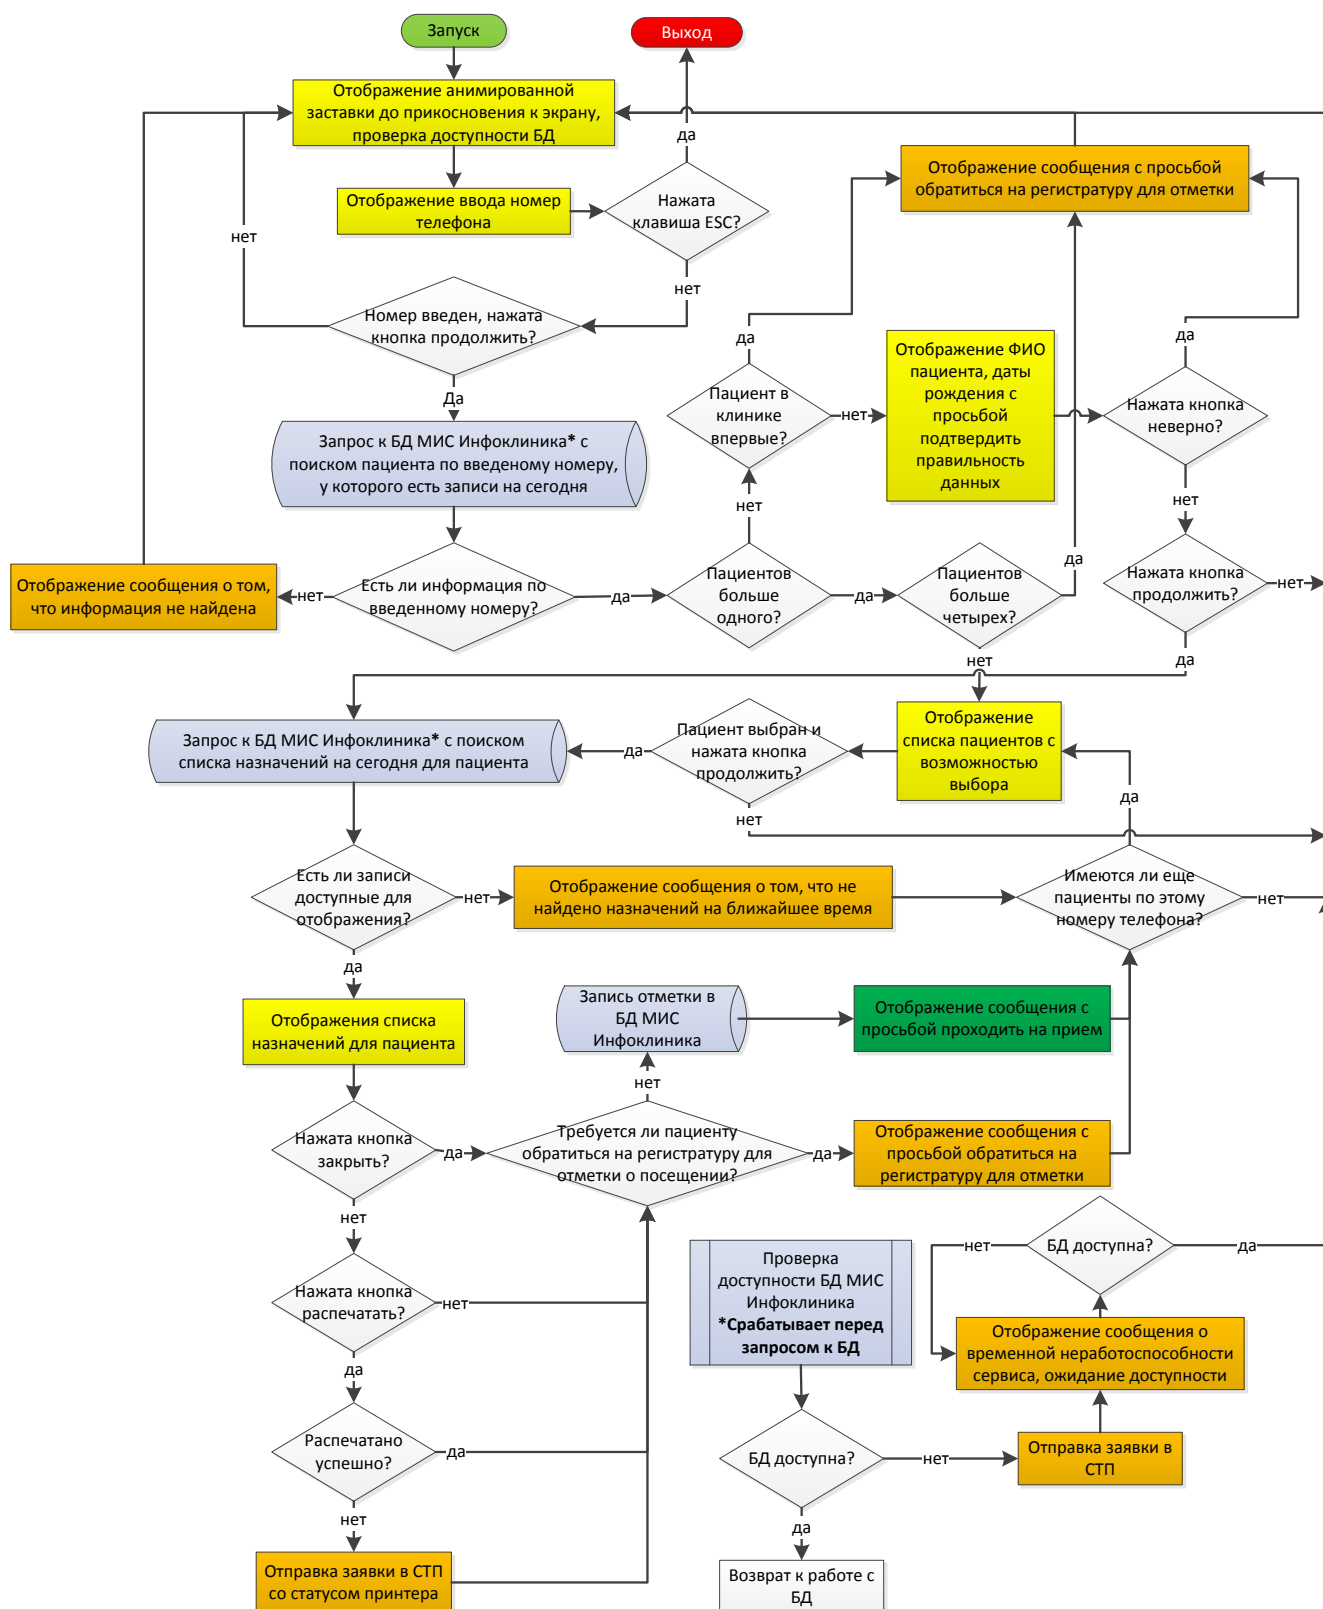 Запуск
Выход
Отображение анимированной
заставки до прикосновения к экрану,
проверка доступности БД
да
Отображение сообщения с просьбой
обратиться на регистратуру для отметки
Отображение ввода номер
телефона
Нажата
клавиша ESC?
нет
нет
Номер введен, нажата
кнопка продолжить?
да
да
Отображение ФИО
пациента, даты
рождения с
просьбой
подтвердить
правильность
данных
Да
Пациент в
клинике
впервые?
нет
Нажата кнопка
неверно?
Запрос к БД МИС Инфоклиника* с
поиском пациента по введеному номеру,
у которого есть записи на сегодня
нет
нет
Отображение сообщения о том,
что информация не найдена
нет
Есть ли информация по
введенному номеру?
да
Пациентов
больше
одного?
да
Пациентов
больше
четырех?
да
Нажата кнопка
продолжить?
нет
нет
да
Запрос к БД МИС Инфоклиника* с поиском
списка назначений на сегодня для пациента
да
Пациент выбран и
нажата кнопка
продолжить?
Отображение
списка пациентов с
возможностью
выбора
да
нет
Есть ли записи
доступные для
отображения?
нет
Отображение сообщения о том, что не
найдено назначений на ближайшее время
Имеются ли еще
пациенты по этому
номеру телефона?
нет
да
Отображения списка
назначений для пациента
Запись отметки в
БД МИС
Инфоклиника
Отображение сообщения с
просьбой проходить на прием
нет
Нажата кнопка
закрыть?
да
Требуется ли пациенту
обратиться на регистратуру для
отметки о посещении?
да
Отображение сообщения с
просьбой обратиться на
регистратуру для отметки
нет
Проверка
доступности БД МИС
Инфоклиника
*Срабатывает перед
запросом к БД
нет
БД доступна?
да
Нажата кнопка
распечатать?
нет
Отображение сообщения о
временной неработоспособности
сервиса, ожидание доступности
да
Распечатано
успешно?
да
БД доступна?
нет
Отправка заявки в
СТП
нет
да
Отправка заявки в СТП
со статусом принтера
Возврат к работе с
БД